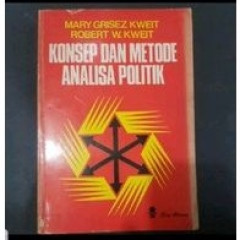 MARY GRISEZ KWEIT
ROBERT W. KWEIT
KONSEP DAN METODE
ANALISA POLITIK